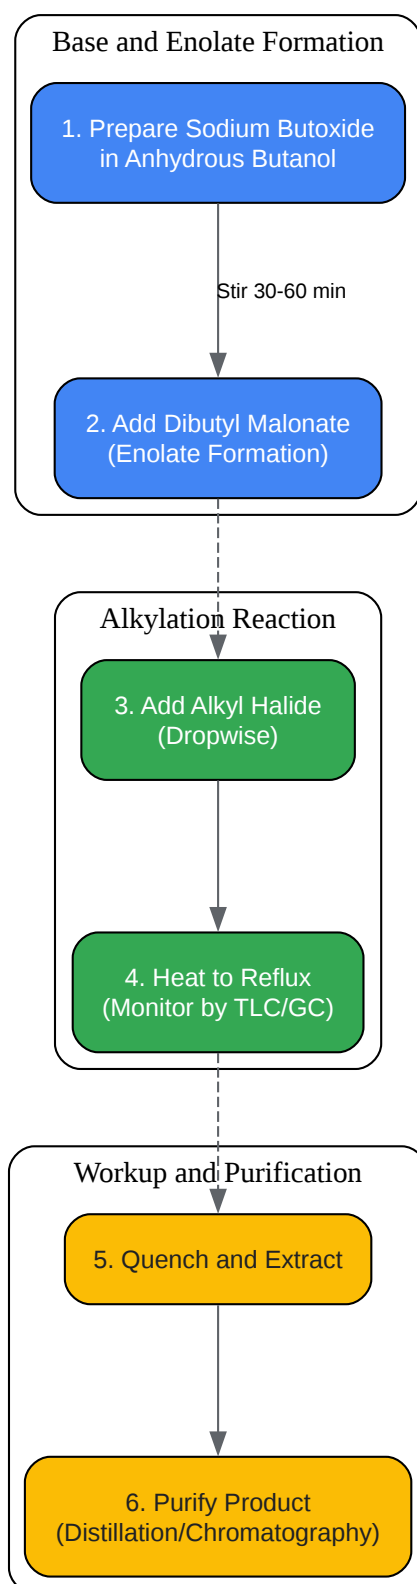 Base and Enolate Formation
1. Prepare Sodium Butoxide
in Anhydrous Butanol
Stir 30-60 min
2. Add Dibutyl Malonate
(Enolate Formation)
Alkylation Reaction
3. Add Alkyl Halide
(Dropwise)
4. Heat to Reflux
(Monitor by TLC/GC)
Workup and Purification
5. Quench and Extract
6. Purify Product
(Distillation/Chromatography)